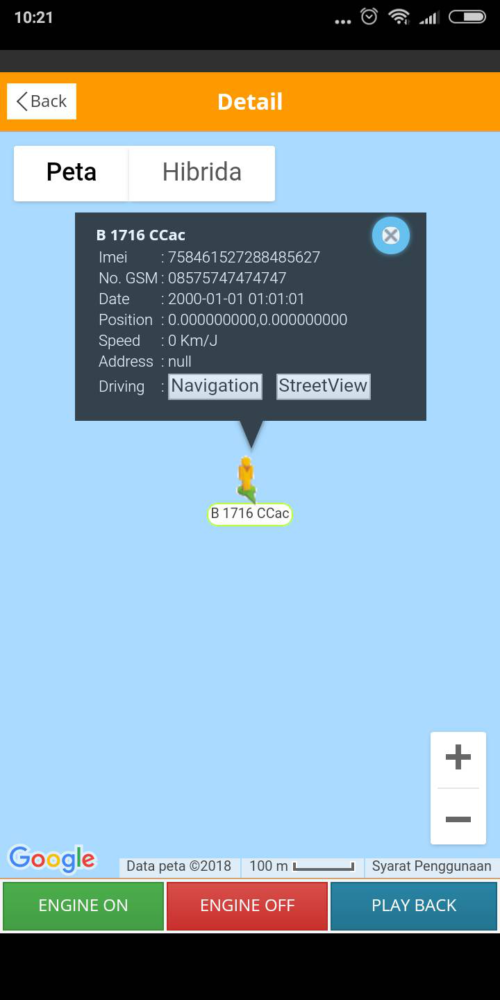 10:21
Back
Detail
Peta Hibrida
B 1716 CCac
Imei : 758461527288485627
No. GSM : 08575747474747
Date : 2000-01-01 01:01:01
Position : 0.000000000,0.000000000
Speed : 0 Km/J
Address : null
Driving : Navigation StreetView
B 1716 CCac
Google Data peta ©2018 100 m Syarat Penggunaan
ENGINE ON ENGINE OFF PLAY BACK